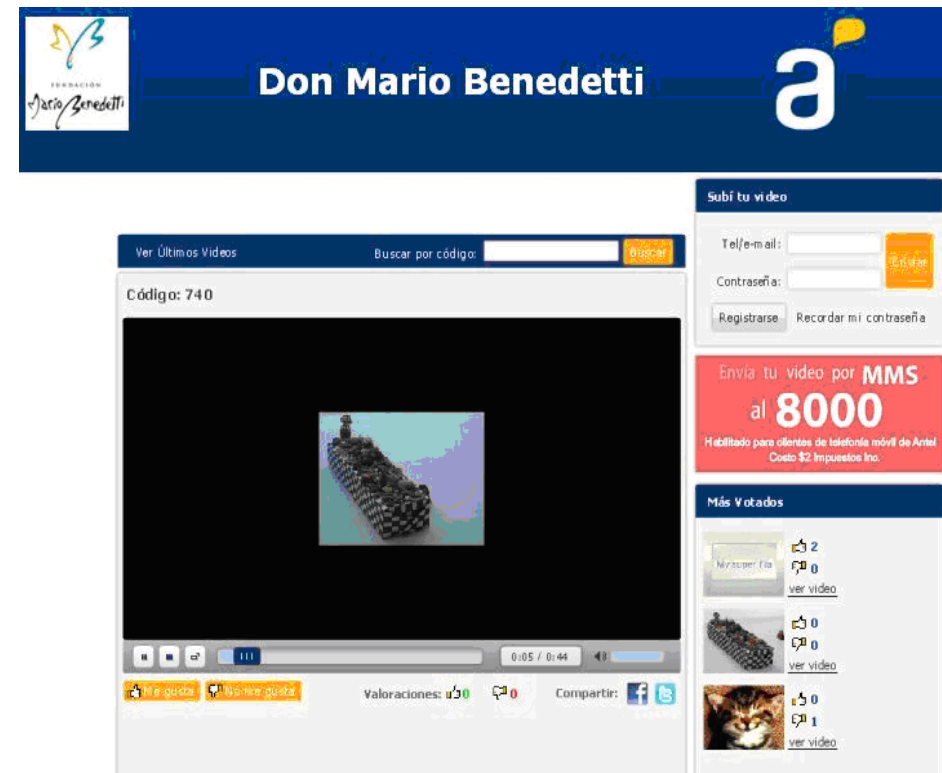 FUNDACIÓN
Mario Benedetti
Don Mario Benedetti
a
Subí tu video
Tel/e-mail:
Enviar
Contraseña:
Registrarse Recordar mi contraseña
Ver Últimos Videos Buscar por código: Buscar
Código: 740
0:05 / 0:44
Me gusta No me gusta Valoraciones: 0 0 Compartir: f
Envía tu video por MMS
al 8000
Habilitado para clientes de telefonía móvil de Antel
Costo $2 Impuestos Inc.
Más Votados
My super
2
0
ver video
0
0
ver video
0
1
ver video